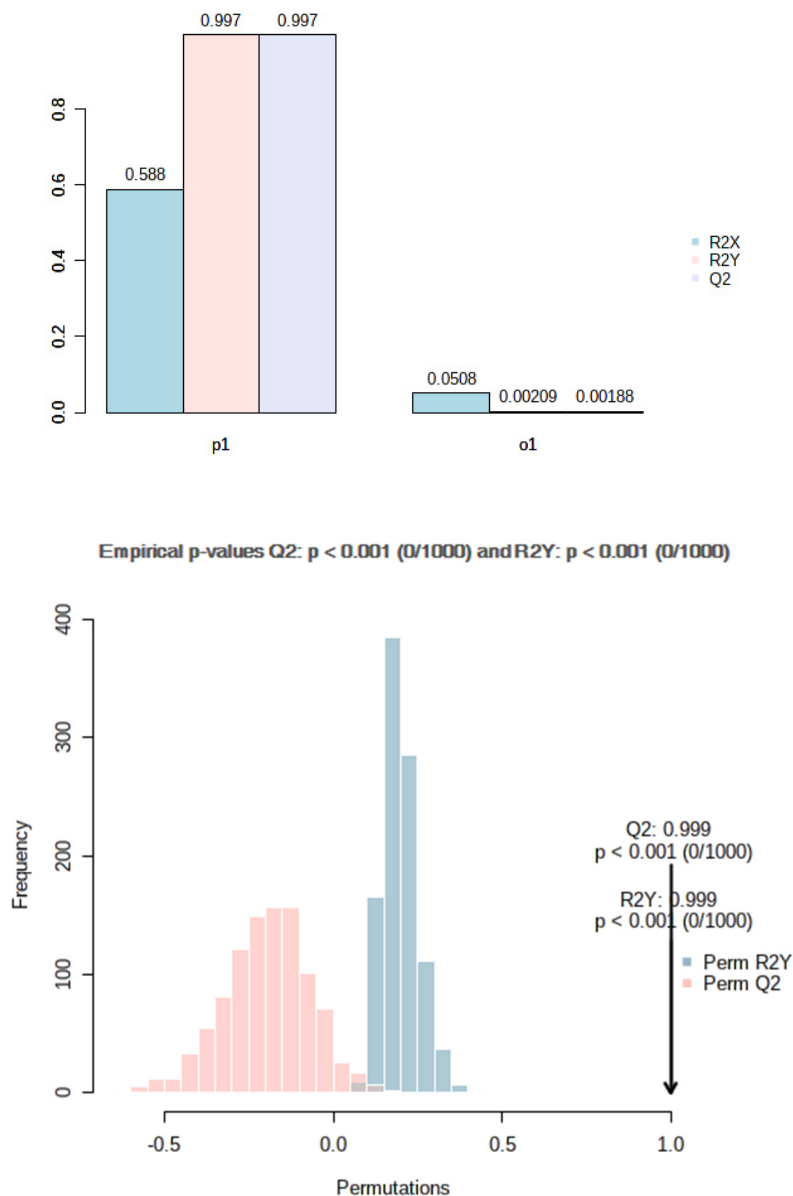 0.997 0.997
0.8
0.588
0.6
R2X
0.4
R2Y
Q2
0.2
0.0508
0.00209 0.00188
0.0
p1 o1
Empirical p-values Q2: p < 0.001 (0/1000) and R2Y: p < 0.001 (0/1000)
400
300
Q2: 0.999
p < 0.001 (0/1000)
200
R2Y: 0.999
p < 0.001 (0/1000)
Frequency
Perm R2Y
100
Perm Q2
0
-0.5 0.0 0.5 1.0
Permutations